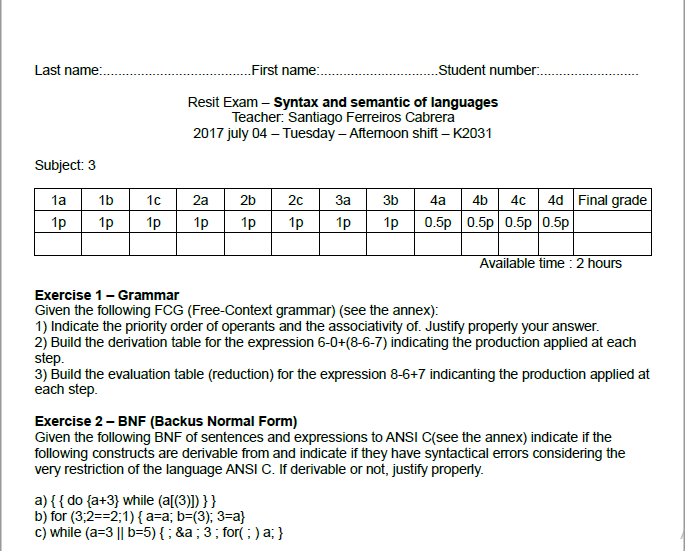 Last name:......................................First name:..............................Student number:.........................
Resit Exam – Syntax and semantic of languages
Teacher: Santiago Ferreiros Cabrera
2017 july 04 – Tuesday – Afternoon shift – K2031
Subject: 3
1a 1b 1c 2a 2b 2c 3a 3b 4a 4b 4c 4d Final grade
1p 1p 1p 1p 1p 1p 1p 1p 0.5p 0.5p 0.5p 0.5p
Available time : 2 hours
Exercise 1 – Grammar
Given the following FCG (Free-Context grammar) (see the annex):
1) Indicate the priority order of operants and the associativity of. Justify properly your answer.
2) Build the derivation table for the expression 6-0+(8-6-7) indicating the production applied at each
step.
3) Build the evaluation table (reduction) for the expression 8-6+7 indicanting the production applied at
each step.
Exercise 2 – BNF (Backus Normal Form)
Given the following BNF of sentences and expressions to ANSI C(see the annex) indicate if the
following constructs are derivable from and indicate if they have syntactical errors considering the
very restriction of the language ANSI C. If derivable or not, justify properly.
a) { { do {a+3} while (a[(3)]) } }
b) for (3;2==2;1) { a=a; b=(3); 3=a}
c) while (a=3 || b=5) { ; &a ; 3 ; for( ; ) a; }